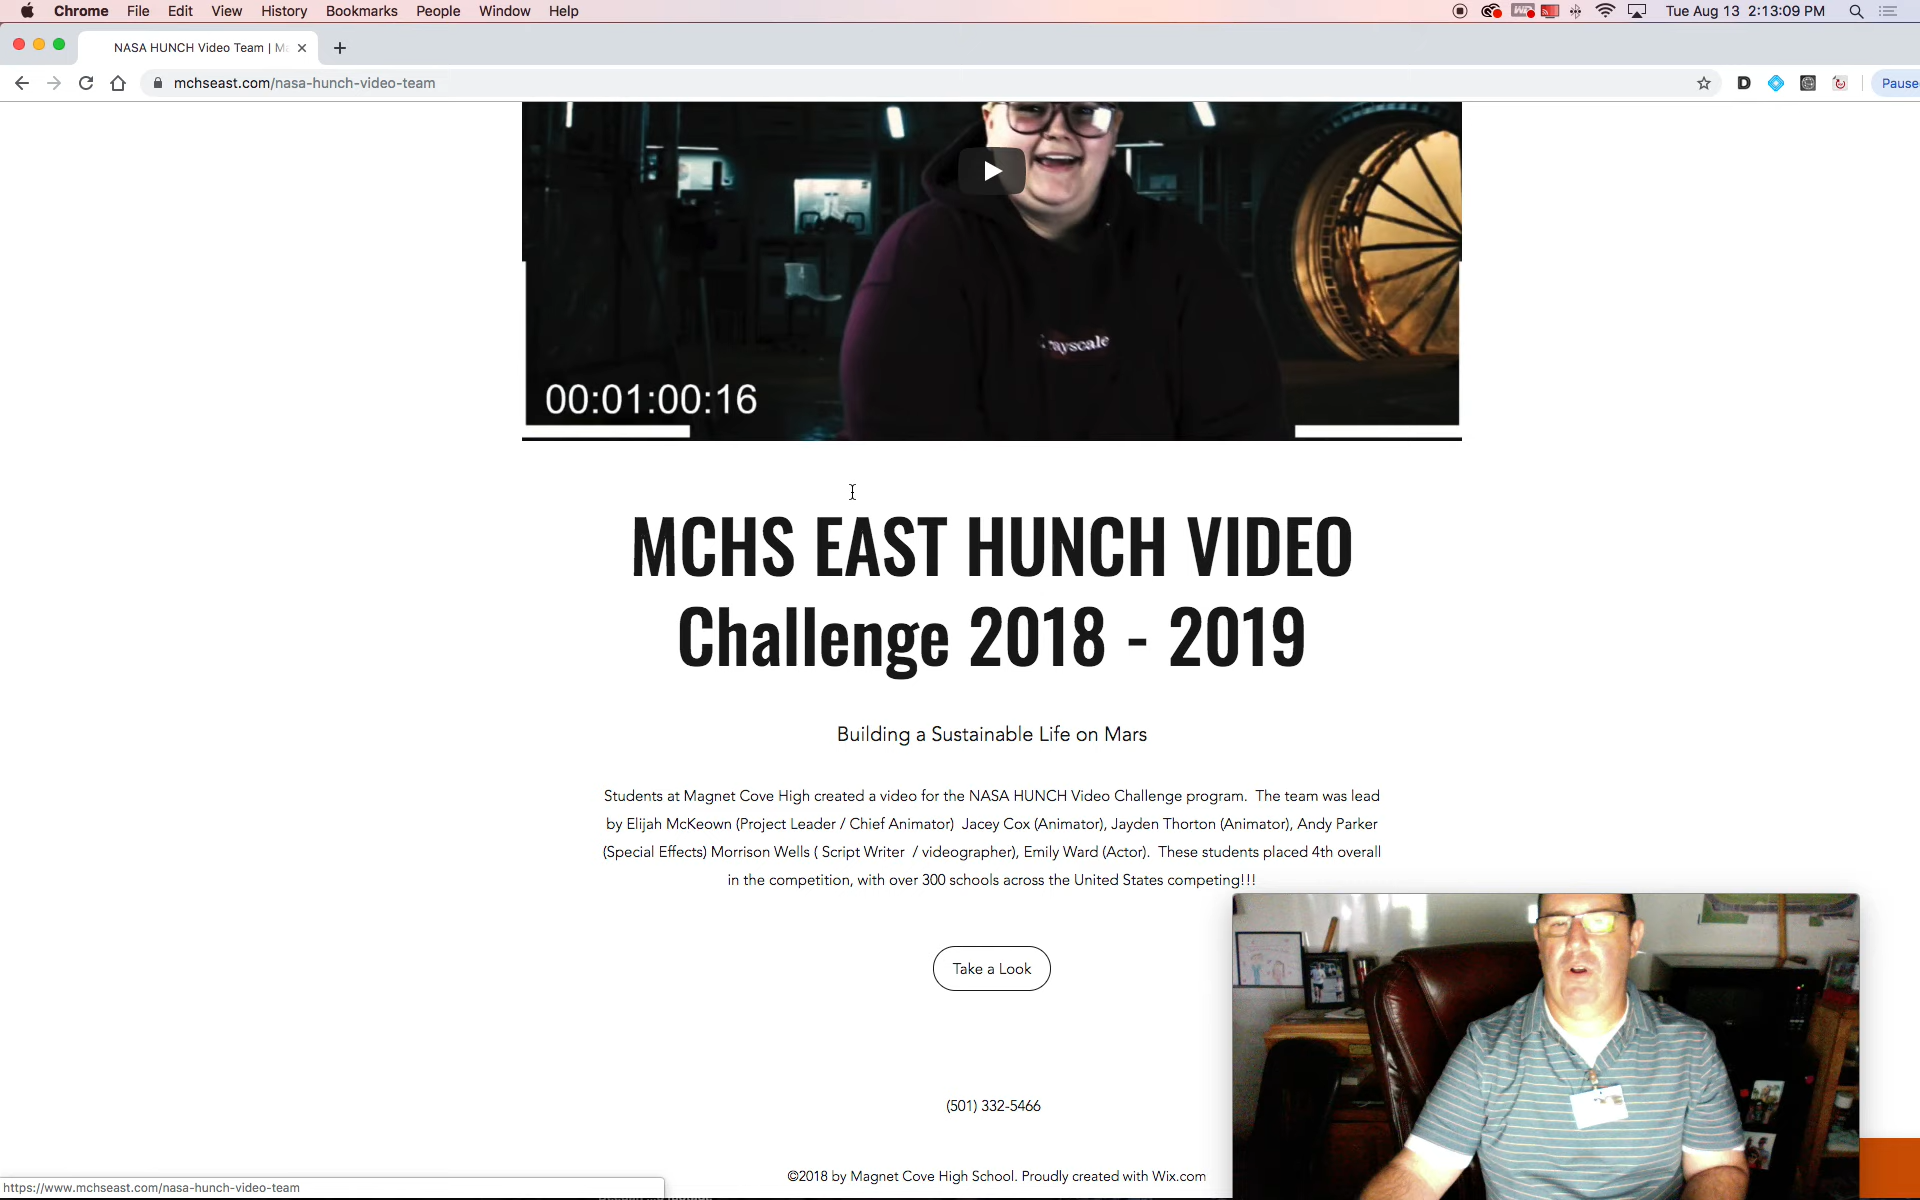 Chrome File Edit View History Bookmarks People Window Help Tue Aug 13 2:13:09 PM
NASA HUNCH Video Team | Ma
mchseast.com/nasa-hunch-video-team
D
Pause
00:01:00:16
MCHS EAST HUNCH VIDEO
Challenge 2018 - 2019
Building a Sustainable Life on Mars
Students at Magnet Cove High created a video for the NASA HUNCH Video Challenge program. The team was lead
by Elijah McKeown (Project Leader / Chief Animator) Jacey Cox (Animator), Jayden Thorton (Animator), Andy Parker
(Special Effects) Morrison Wells ( Script Writer / videographer), Emily Ward (Actor). These students placed 4th overall
in the competition, with over 300 schools across the United States competing!!!
Take a Look
(501) 332-5466
©2018 by Magnet Cove High School. Proudly created with Wix.com
https://www.mchseast.com/nasa-hunch-video-team